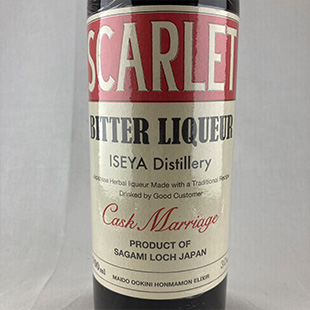 SCARLET
BITTER LIQUEUR
ISEYA Distillery
Japanese Herbal liqueur Made with a Traditional Recipe
Drinked by Good Customer
Cask Marriage
PRODUCT OF
SAGAMI LOCH JAPAN
MAIDO OOKINI HONMAMON ELIXIR